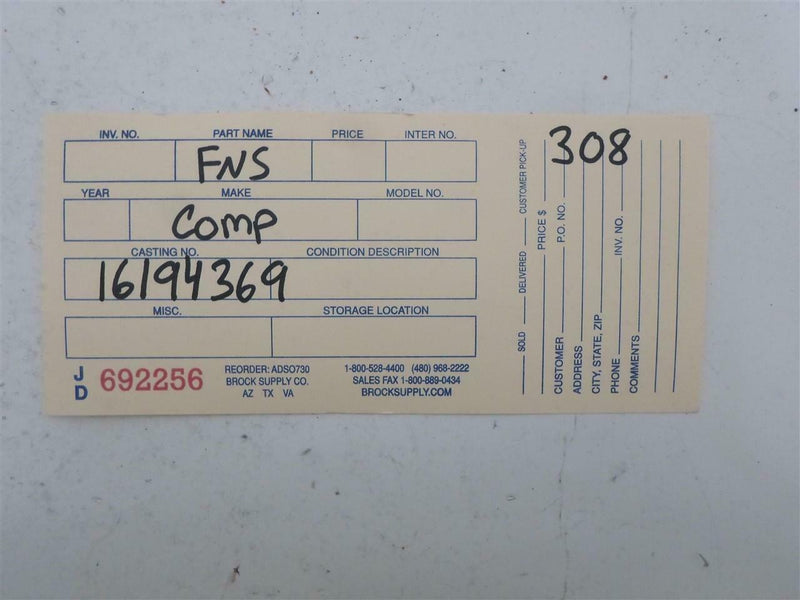 INV. NO. PART NAME PRICE INTER NO.
FNS
YEAR MAKE MODEL NO.
Comp
CASTING NO. CONDITION DESCRIPTION
16194369
MISC. STORAGE LOCATION
JD 692256
REORDER: ADSO730
BROCK SUPPLY CO.
AZ TX VA
1-800-528-4400 (480) 968-2222
SALES FAX 1-800-889-0434
BROCKSUPPLY.COM
308
SOLD DELIVERED CUSTOMER PICK-UP
PRICE $
CUSTOMER P.O. NO.
ADDRESS
CITY, STATE, ZIP
PHONE INV. NO.
COMMENTS